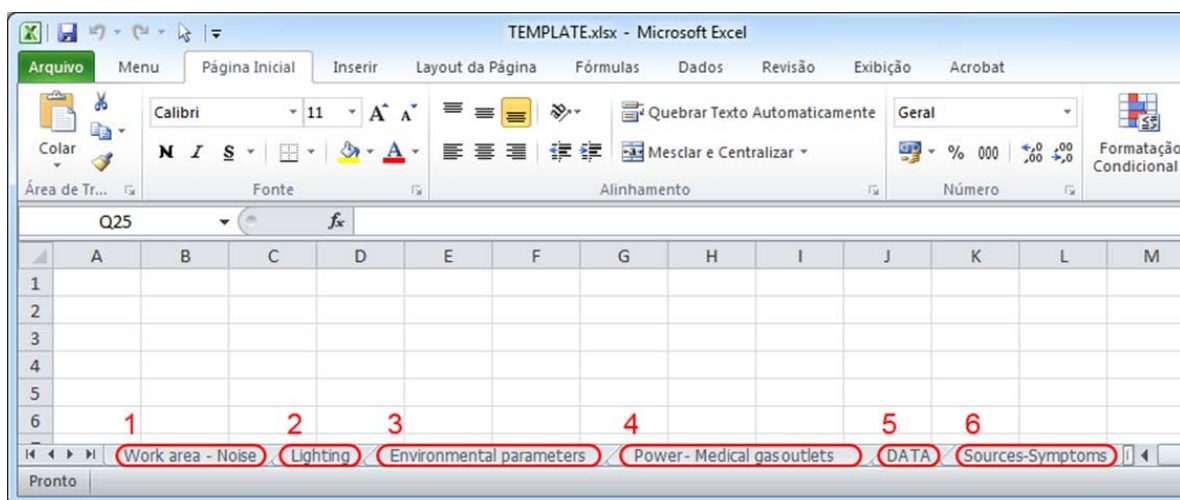 TEMPLATE.xlsx - Microsoft Excel
Arquivo Menu Página Inicial Inserir Layout da Página Fórmulas Dados Revisão Exibição Acrobat
Calibri 11 A A Quebrar Texto Automaticamente Geral
Colar N I S A Mesclar e Centralizar % 000 ,00 ,00 Formatação Condicional
Área de Tr... Fonte Alinhamento Número
Q25 fx
A B C D E F G H I J K L M
1
2
3
4
5
6
1 2 3 4 5 6
Work area - Noise Lighting Environmental parameters Power- Medical gas outlets DATA Sources-Symptoms
Pronto